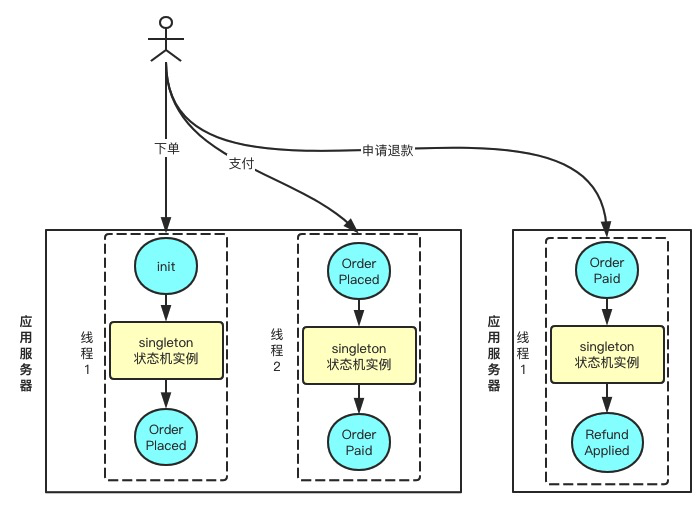 下单
支付
申请退款
应用服务器
线程1
init
singleton
状态机实例
Order
Placed
线程2
Order
Placed
singleton
状态机实例
Order
Paid
应用服务器
线程1
Order
Paid
singleton
状态机实例
Refund
Applied